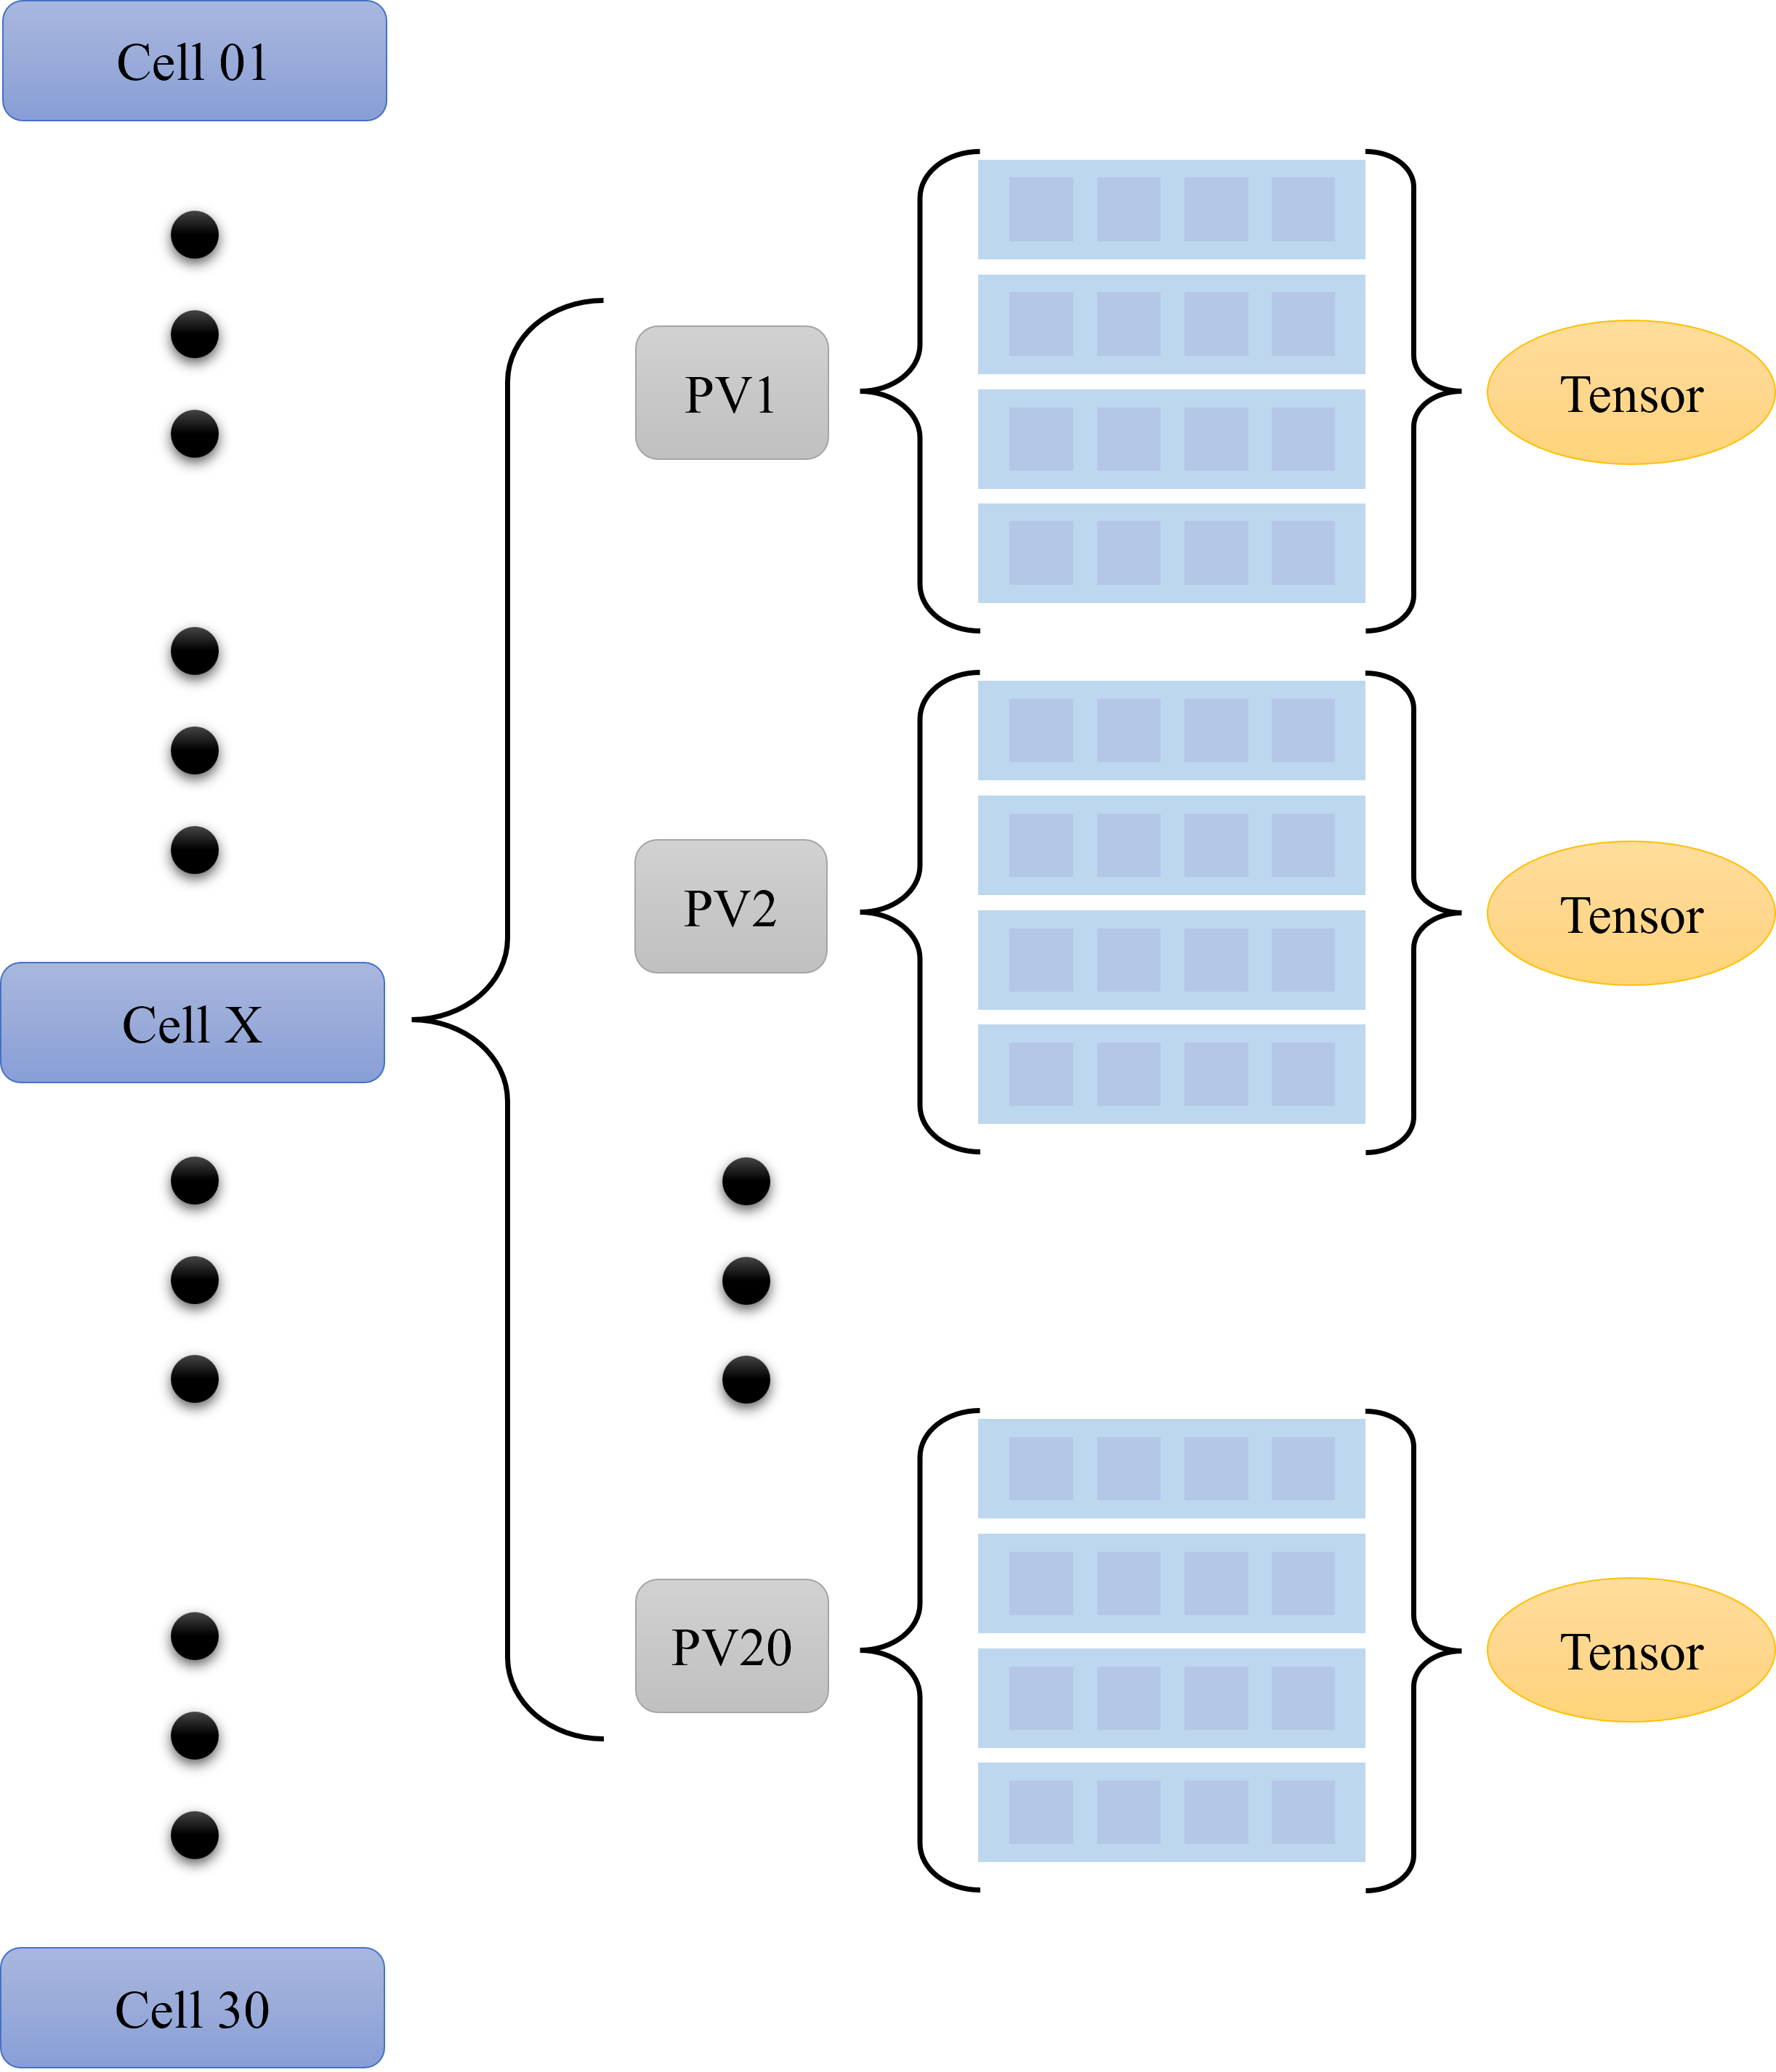 Cell 01
PV1
Tensor
PV2
Tensor
Cell X
PV20
Tensor
Cell 30